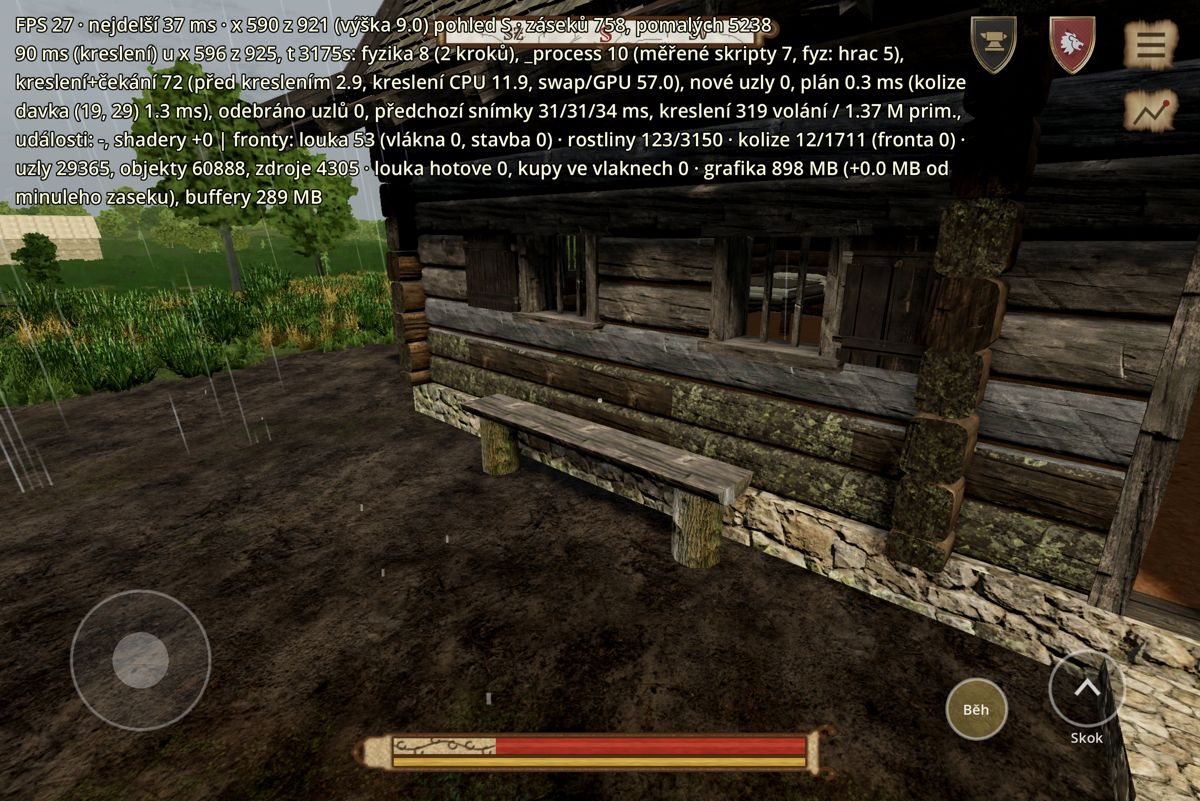 FPS 27 · nejdelší 37 ms · x 590 z 921 (výška 9.0) pohled S · záseků 758, pomalých 5238
90 ms (kreslení) u x 596 z 925, t 3175s: fyzika 8 (2 kroků), _process 10 (měřené skripty 7, fyz: hrac 5),
kreslení+čekání 72 (před kreslením 2.9, kreslení CPU 11.9, swap/GPU 57.0), nové uzly 0, plán 0.3 ms (kolize
davka (19, 29) 1.3 ms), odebráno uzlů 0, předchozí snímky 31/31/34 ms, kreslení 319 volání / 1.37 M prim.,
události: -, shadery +0 | fronty: louka 53 (vlákna 0, stavba 0) · rostliny 123/3150 · kolize 12/1711 (fronta 0) ·
uzly 29365, objekty 60888, zdroje 4305 · louka hotove 0, kupy ve vlaknech 0 · grafika 898 MB (+0.0 MB od
minuleho zaseku), buffery 289 MB
Běh
Skok